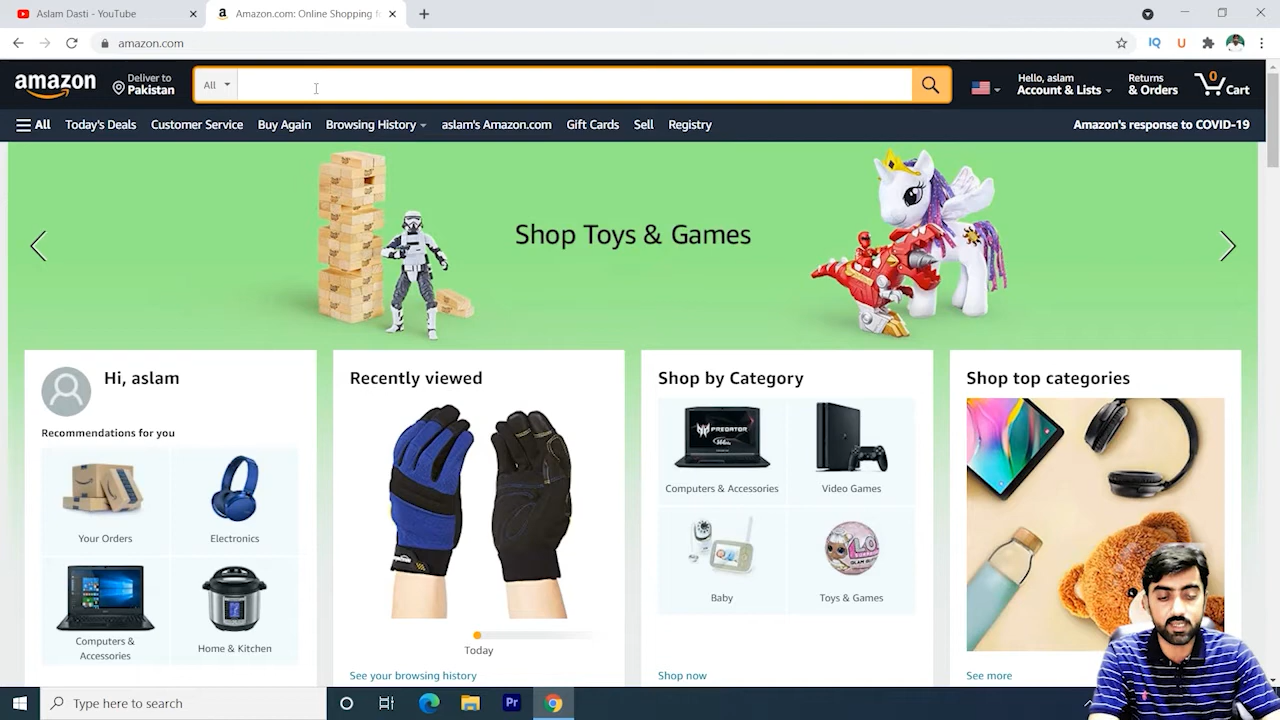 Aslam Dasti - YouTube
Amazon.com: Online Shopping f
amazon.com
amazon
Deliver to
Pakistan
All
Hello, aslam
Account & Lists
Returns
& Orders
0
Cart
All
Today's Deals
Customer Service
Buy Again
Browsing History
aslam's Amazon.com
Gift Cards
Sell
Registry
Amazon's response to COVID-19
Shop Toys & Games
Hi, aslam
Recommendations for you
Your Orders
Electronics
Computers &
Accessories
Home & Kitchen
Recently viewed
Today
See your browsing history
Shop by Category
PREDATOR
Computers & Accessories
Video Games
Baby
Toys & Games
Shop now
Shop top categories
See more
Type here to search